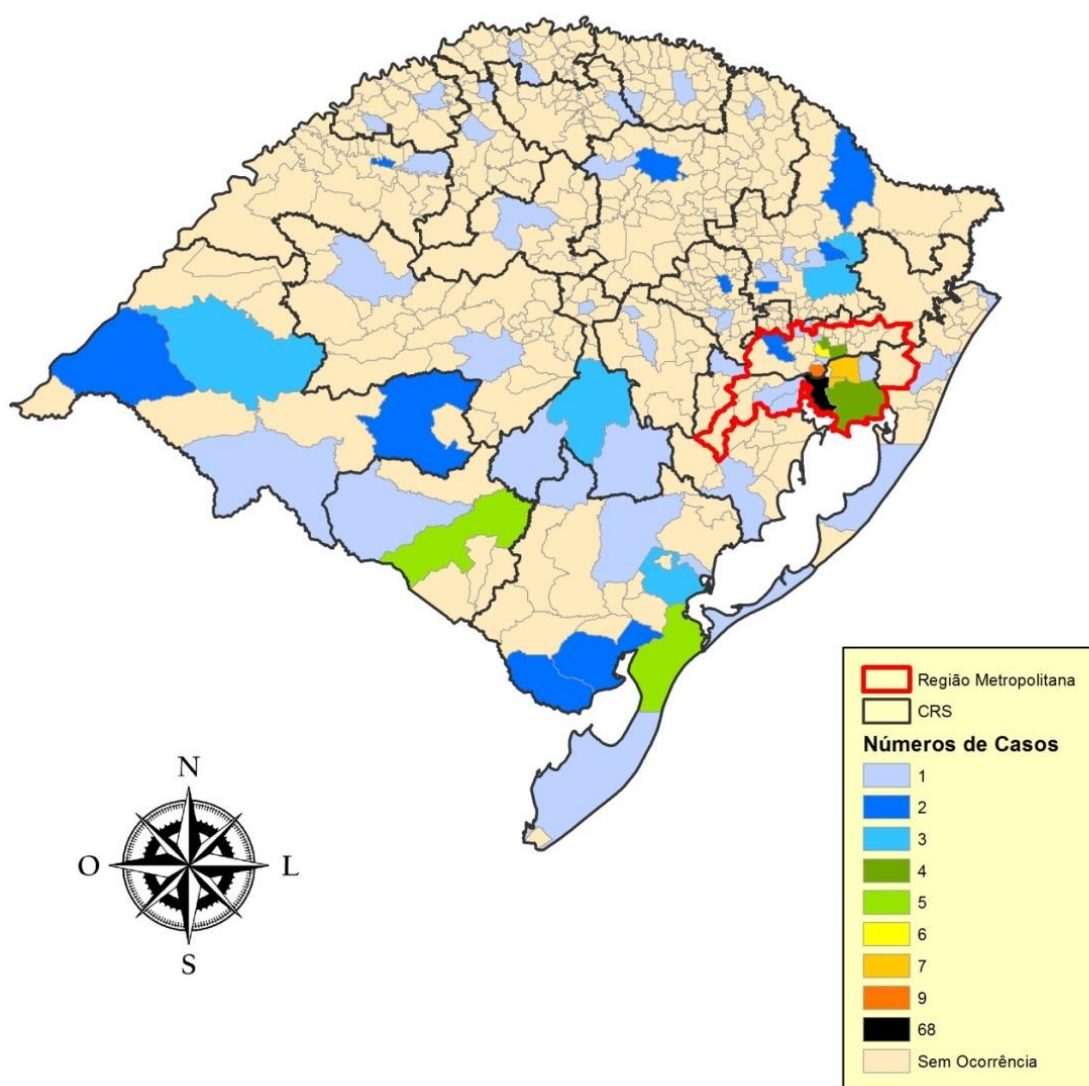 N
O
L
S
Região Metropolitana
CRS
Números de Casos
1
2
3
4
5
6
7
9
68
Sem Ocorrência